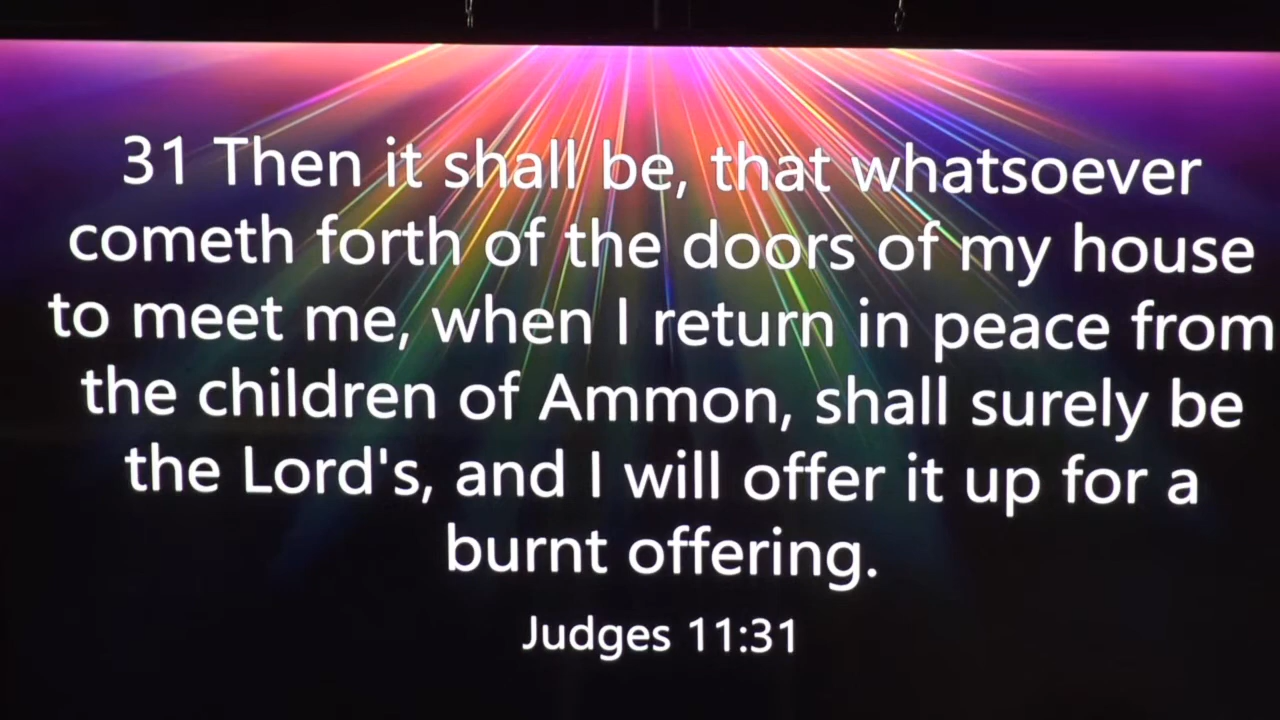 31 Then it shall be, that whatsoever
cometh forth of the doors of my house
to meet me, when I return in peace from
the children of Ammon, shall surely be
the Lord's, and I will offer it up for a
burnt offering.
Judges 11:31